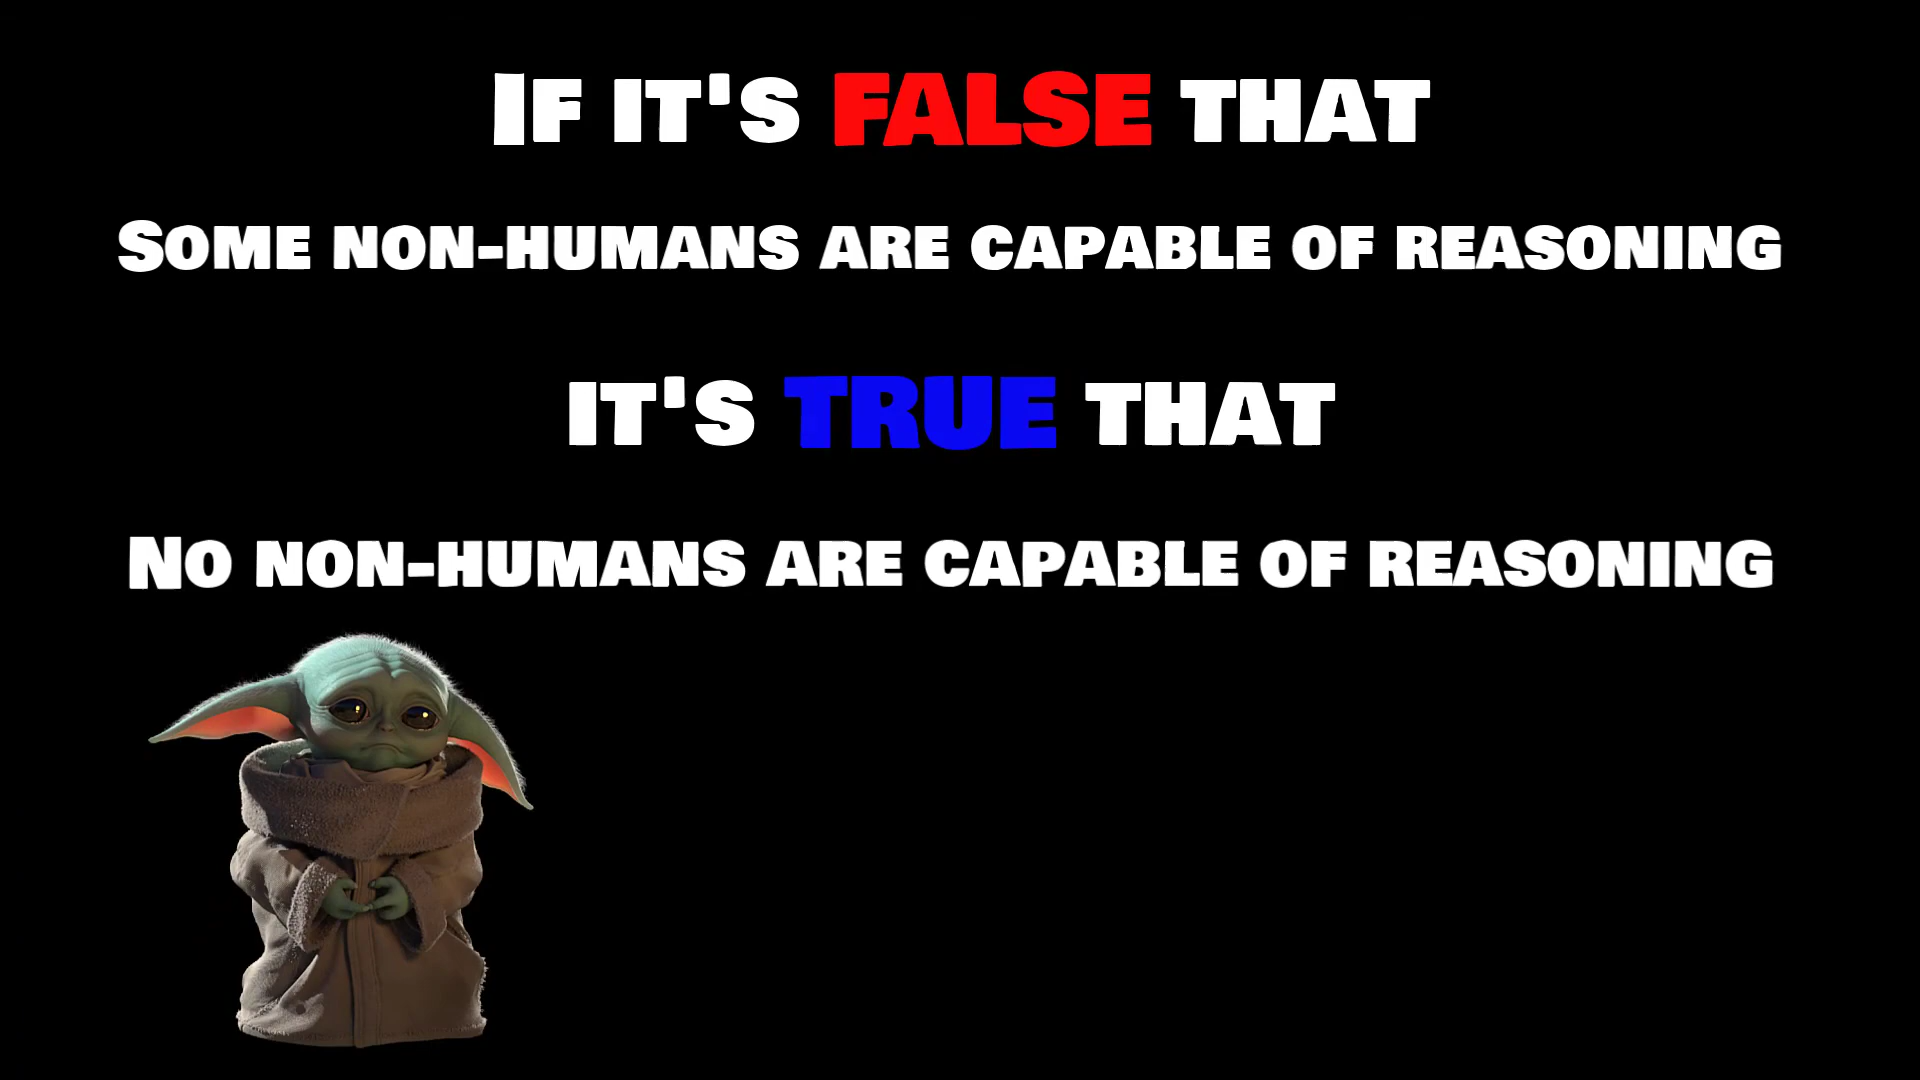 If it's FALSE that
Some non-humans are capable of reasoning
it's TRUE that
No non-humans are capable of reasoning